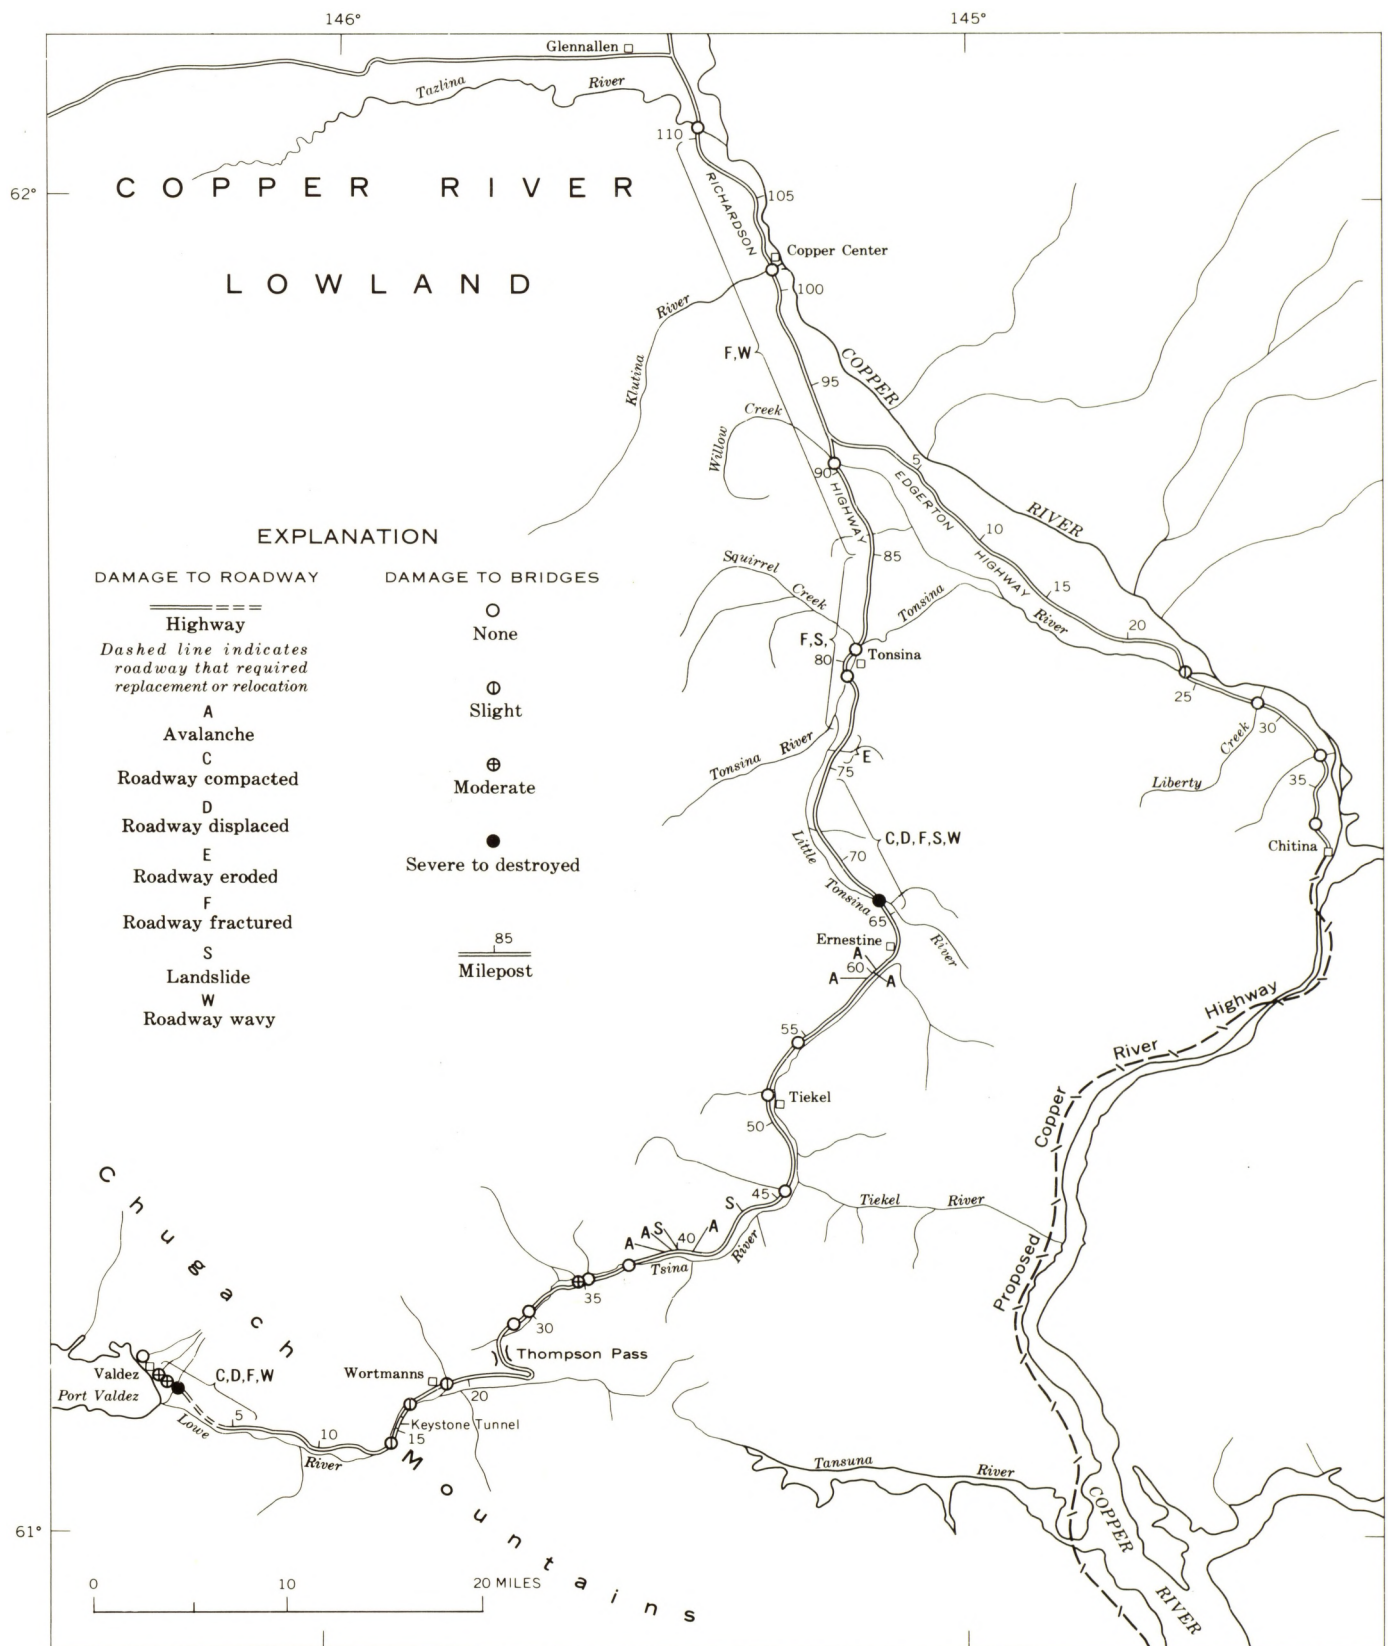 146°
145°
Glennallen
Tazlina River
110
62°
COPPER RIVER
LOWLAND
RICHARDSON
105
Copper Center
100
Klutina River
F,W
95
COPPER
Willow Creek
90
HIGHWAY
5
EDGERTON
HIGHWAY
10
RIVER
85
15
Squirrel Creek
Tonsina River
20
F,S,
80
Tonsina
25
30
Liberty Creek
35
Chitina
Tonsina River
E
75
C,D,F,S,W
70
Little Tonsina River
65
Ernestine
A
60
A
A
55
Tiekel
50
45
Tiekel River
S
A
A
S
40
A
Tsina River
35
30
Thompson Pass
Wortmanns
20
Keystone Tunnel
15
Valdez
Port Valdez
C,D,F,W
5
Lowe River
10
Chugach Mountains
Proposed Copper River Highway
Tansuna River
COPPER RIVER
61°
EXPLANATION
DAMAGE TO ROADWAY
Highway
Dashed line indicates
roadway that required
replacement or relocation
A
Avalanche
C
Roadway compacted
D
Roadway displaced
E
Roadway eroded
F
Roadway fractured
S
Landslide
W
Roadway wavy
DAMAGE TO BRIDGES
None
Slight
Moderate
Severe to destroyed
85
Milepost
0 10 20 MILES